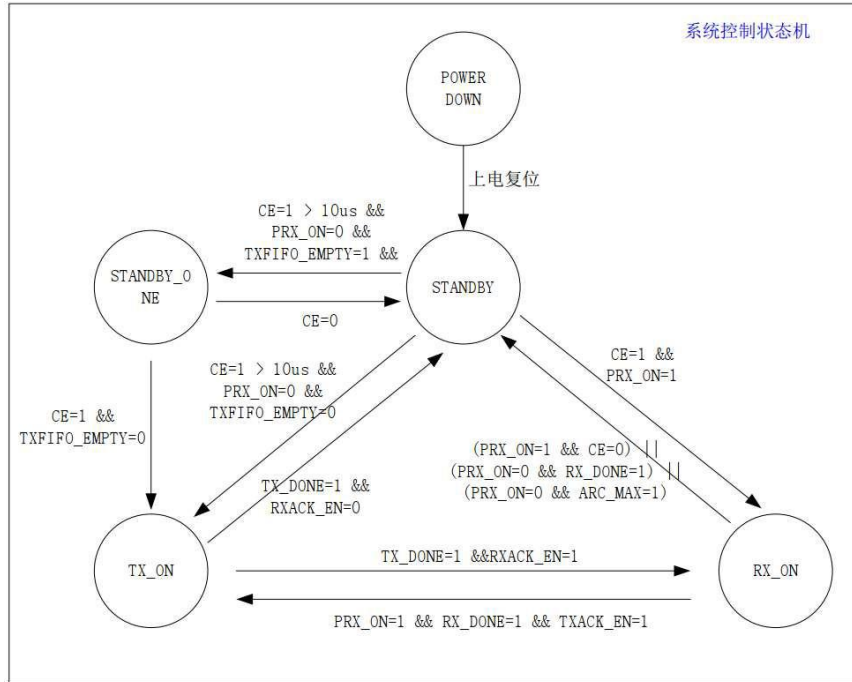 系统控制状态机
POWER
DOWN
上电复位
CE=1 > 10us &&
PRX_ON=0 &&
TXFIFO_EMPTY=1 &&
STANDBY_O
NE
STANDBY
CE=0
CE=1 &&
PRX_ON=1
CE=1 > 10us &&
PRX_ON=0 &&
TXFIFO_EMPTY=0
CE=1 &&
TXFIFO_EMPTY=0
(PRX_ON=1 && CE=0) ||
(PRX_ON=0 && RX_DONE=1) ||
(PRX_ON=0 && ARC_MAX=1)
TX_DONE=1 &&
RXACK_EN=0
TX_ON
TX_DONE=1 &&RXACK_EN=1
RX_ON
PRX_ON=1 && RX_DONE=1 && TXACK_EN=1